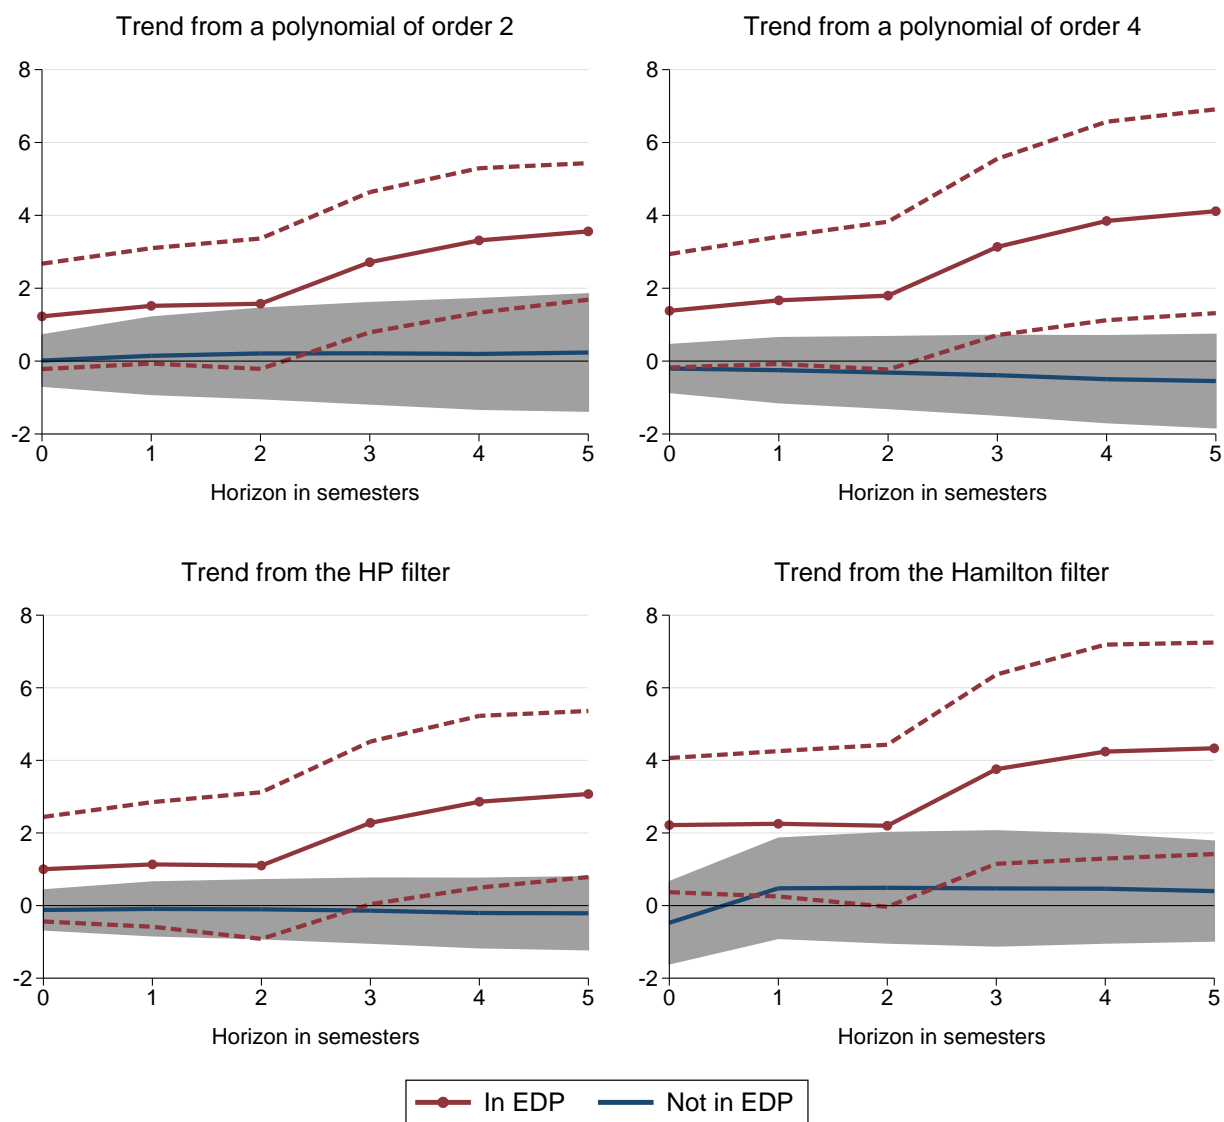 Trend from a polynomial of order 2
8
6
4
2
0
-2
0 1 2 3 4 5
Horizon in semesters
Trend from a polynomial of order 4
8
6
4
2
0
-2
0 1 2 3 4 5
Horizon in semesters
Trend from the HP filter
8
6
4
2
0
-2
0 1 2 3 4 5
Horizon in semesters
Trend from the Hamilton filter
8
6
4
2
0
-2
0 1 2 3 4 5
Horizon in semesters
In EDP Not in EDP